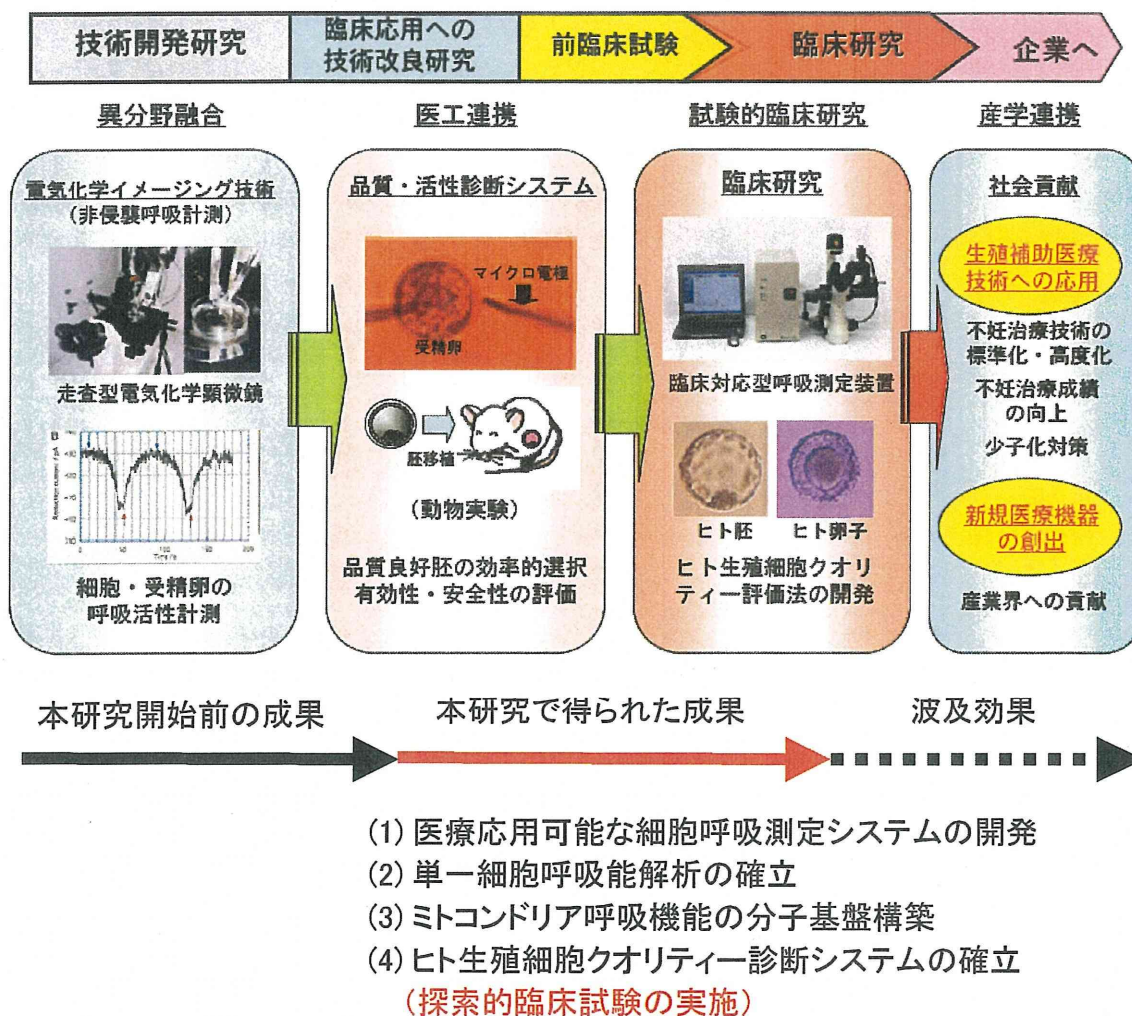 技術開発研究
臨床応用への
技術改良研究
前臨床試験
臨床研究
企業へ
異分野融合
医工連携
試験的臨床研究
産学連携
電気化学イメージング技術
(非侵襲呼吸計測)
走査型電気化学顕微鏡
細胞・受精卵の
呼吸活性計測
品質・活性診断システム
マイクロ電極
受精卵
胚移植
(動物実験)
品質良好胚の効率的選択
有効性・安全性の評価
臨床研究
臨床対応型呼吸測定装置
ヒト胚
ヒト卵子
ヒト生殖細胞クオリ
ティー評価法の開発
社会貢献
生殖補助医療
技術への応用
不妊治療技術の
標準化・高度化
不妊治療成績
の向上
少子化対策
新規医療機器
の創出
産業界への貢献
本研究開始前の成果
本研究で得られた成果
波及効果
(1) 医療応用可能な細胞呼吸測定システムの開発
(2) 単一細胞呼吸能解析の確立
(3) ミトコンドリア呼吸機能の分子基盤構築
(4) ヒト生殖細胞クオリティー診断システムの確立
(探索的臨床試験の実施)